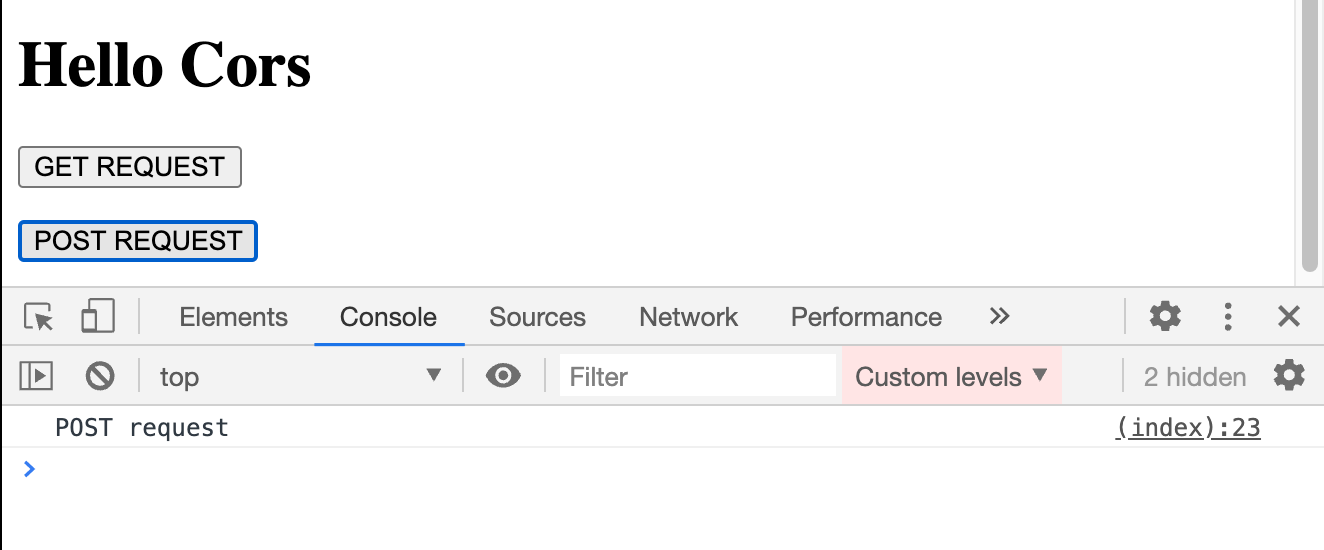 Hello Cors
GET REQUEST
POST REQUEST
Elements Console Sources Network Performance
top Filter Custom levels 2 hidden
POST request (index):23